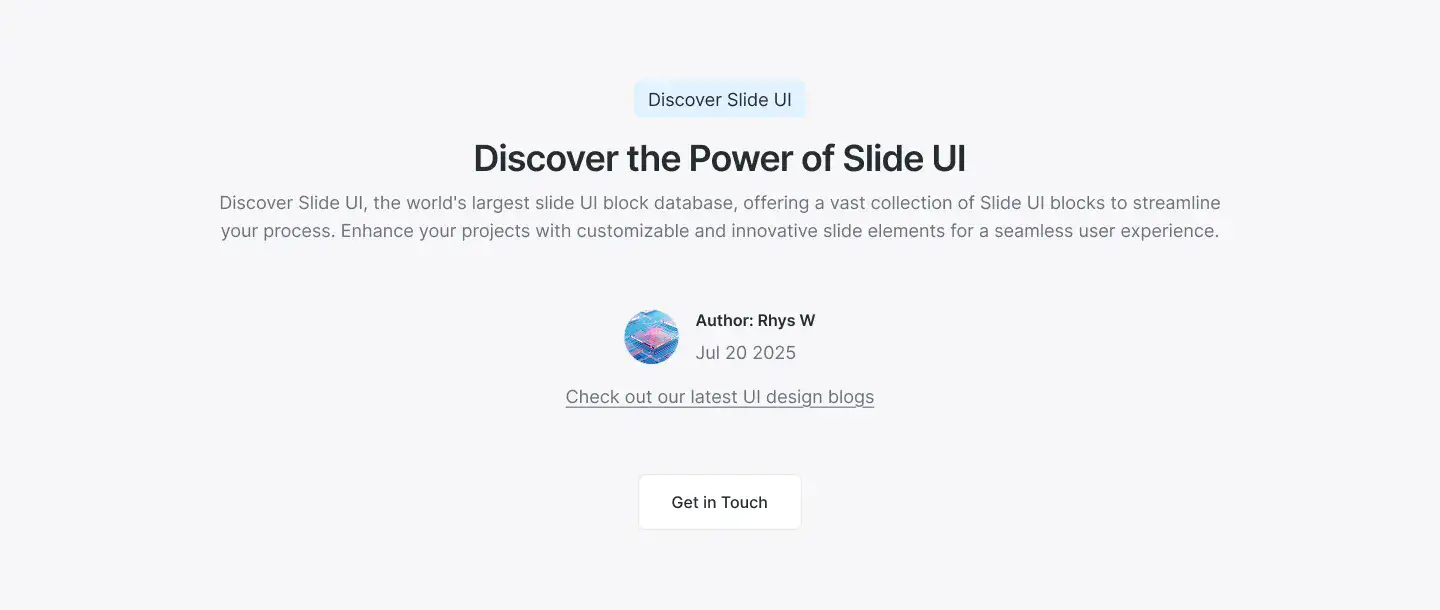 Discover Slide UI
Discover the Power of Slide UI
Discover Slide UI, the world's largest slide UI block database, offering a vast collection of Slide UI blocks to streamline
your process. Enhance your projects with customizable and innovative slide elements for a seamless user experience.
Author: Rhys W
Jul 20 2025
Check out our latest UI design blogs
Get in Touch